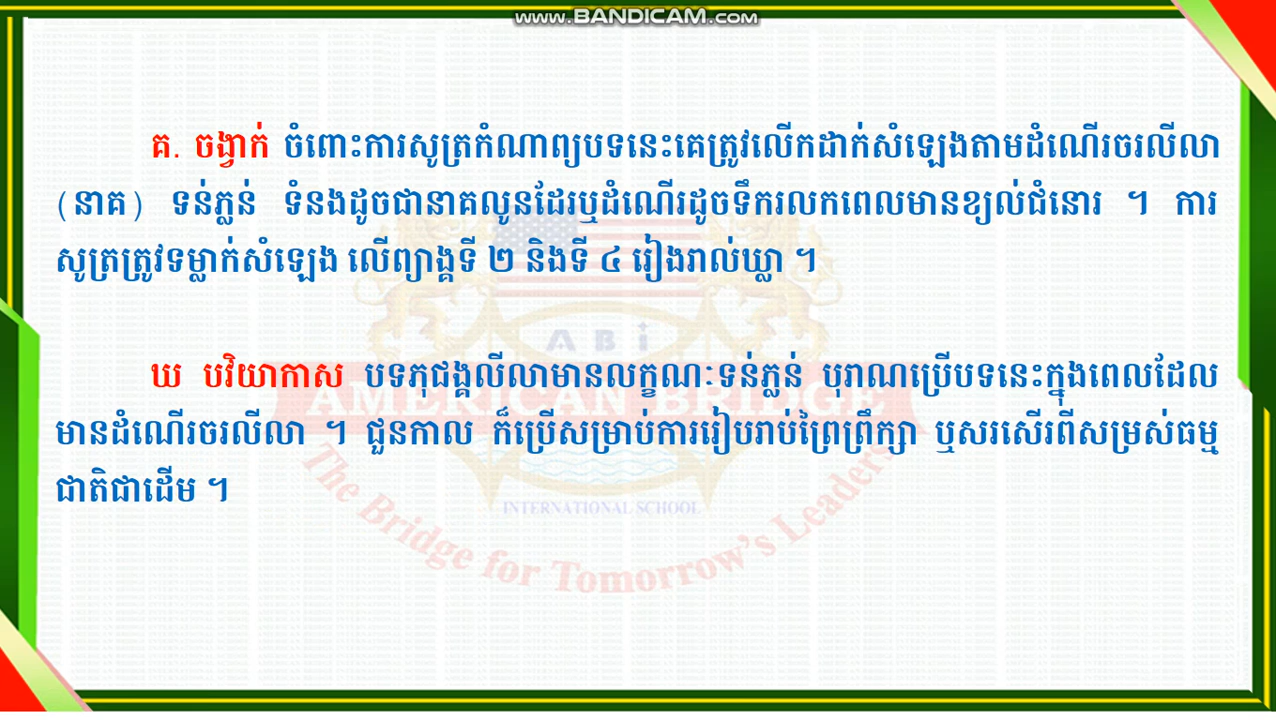 www.BANDICAM.com
គ. ចង្វាក់ ចំពោះការសូត្រកំណាព្យបទនេះគេត្រូវលើកដាក់សំឡេងតាមដំណើរចរលីលា
(នាគ) ទន់ភ្លន់ ទំនងដូចជានាគលូនដែរឬដំណើរដូចទឹករលកពេលមានខ្យល់ជំនោរ ។ ការ
សូត្រត្រូវទម្លាក់សំឡេង លើព្យាង្គទី ២ និងទី ៤ រៀងរាល់ឃ្លា ។
ឃ បរិយាកាស បទភុជង្គលីលាមានលក្ខណៈទន់ភ្លន់ បុរាណប្រើបទនេះក្នុងពេលដែល
មានដំណើរចរលីលា ។ ជួនកាល ក៏ប្រើសម្រាប់ការរៀបរាប់ព្រៃព្រឹក្សា ឬសរសើរពីសម្រស់ធម្ម
ជាតិជាដើម ។
ABi
AMERICAN BRIDGE
INTERNATIONAL SCHOOL
The Bridge for Tomorrow's Leaders